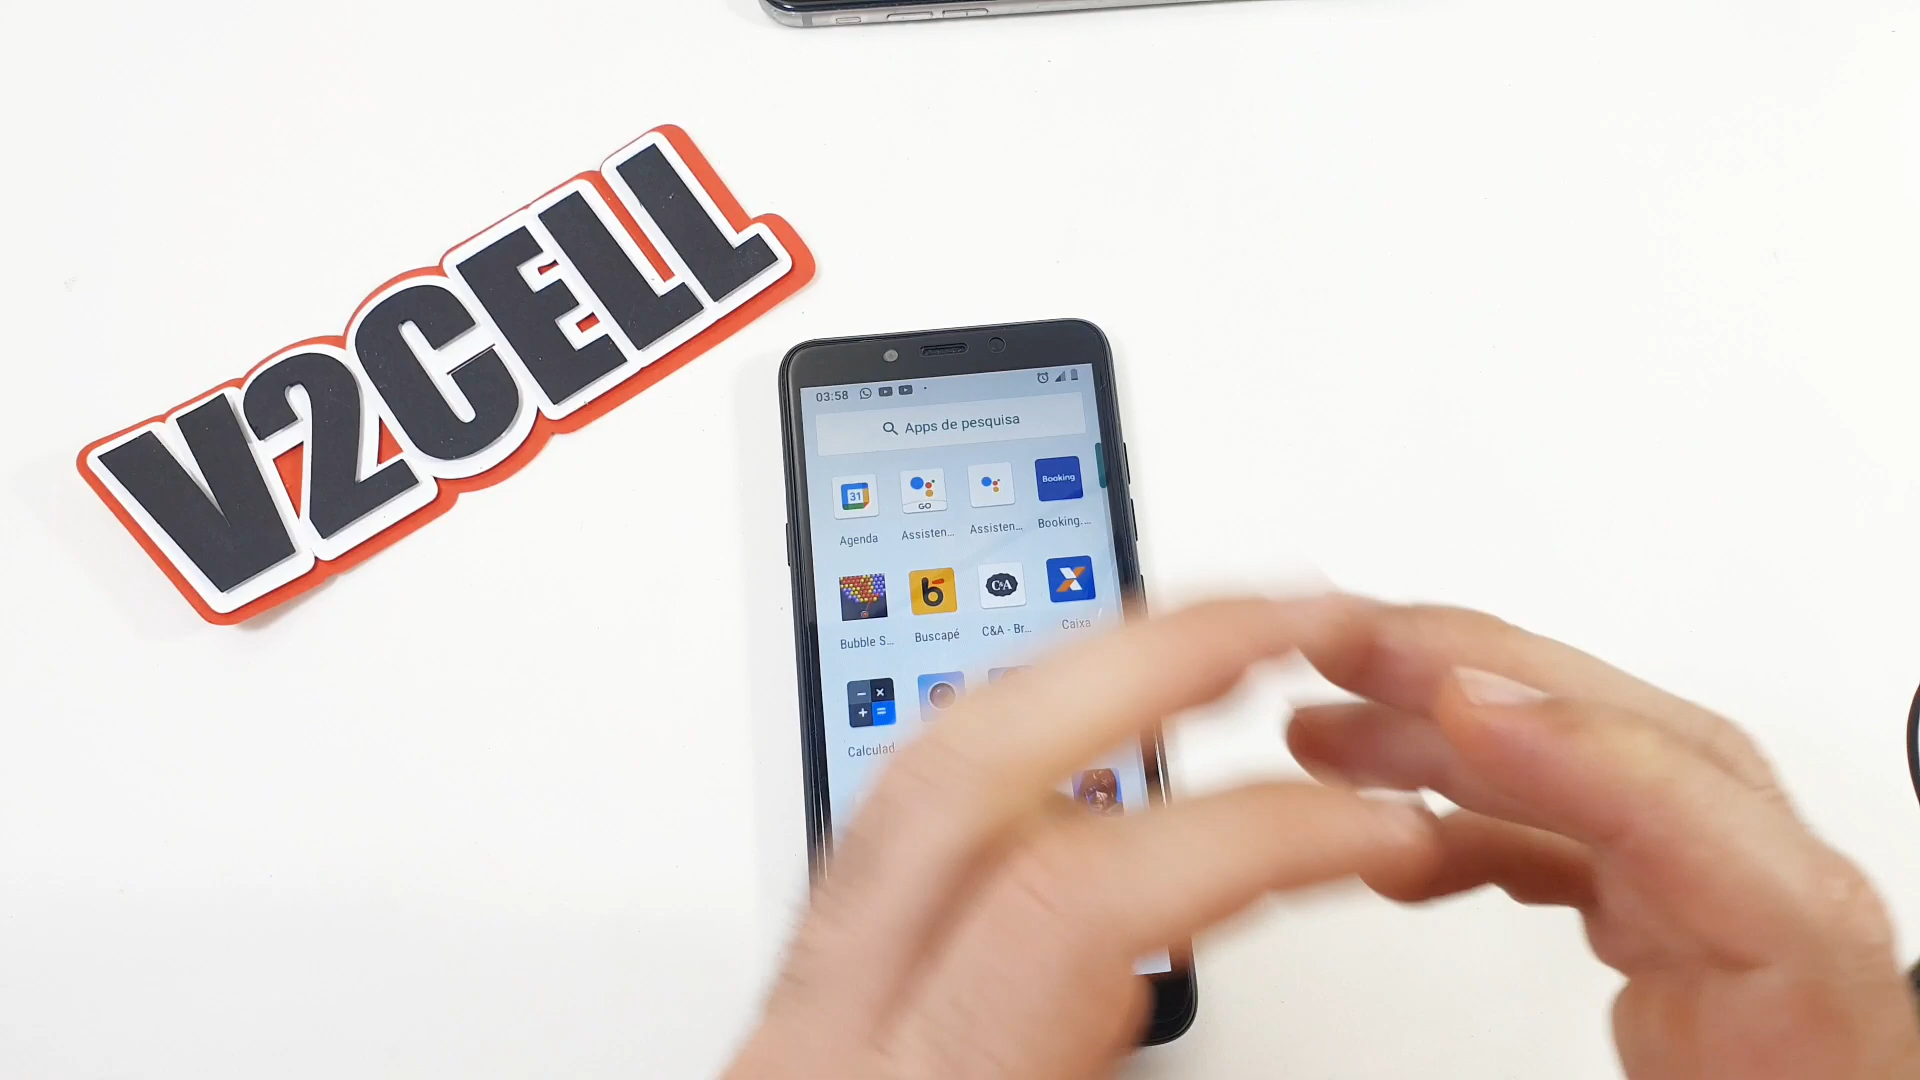 V2CELL
03:58
Apps de pesquisa
31
GO
Booking
Agenda
Assisten...
Assisten...
Booking....
b
C&A
X
Bubble S...
Buscapé
C&A - Br...
Caixa
− ×
+ =
Calculad